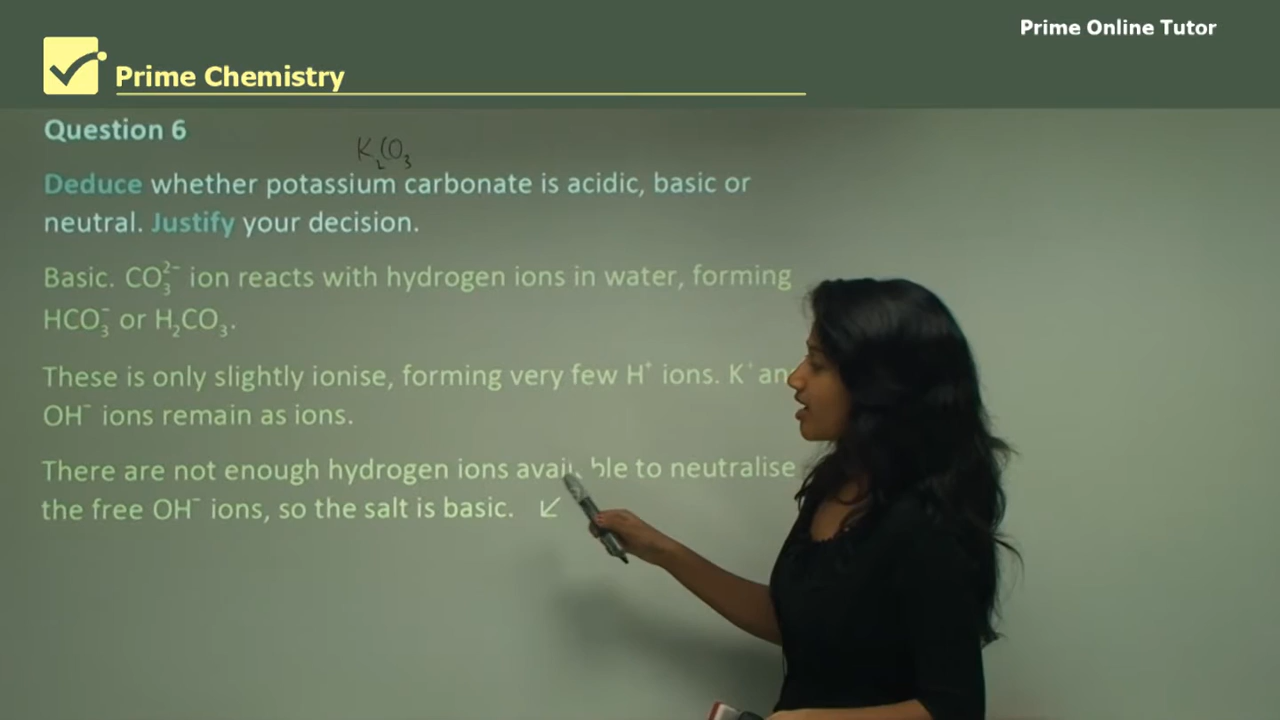 Prime Online Tutor
Prime Chemistry
Question 6
K₂CO₃
Deduce whether potassium carbonate is acidic, basic or
neutral. Justify your decision.
Basic. CO₃²⁻ ion reacts with hydrogen ions in water, forming
HCO₃⁻ or H₂CO₃.
These is only slightly ionise, forming very few H⁺ ions. K⁺ an
OH⁻ ions remain as ions.
There are not enough hydrogen ions to neutralise
the free OH⁻ ions, so the salt is basic.